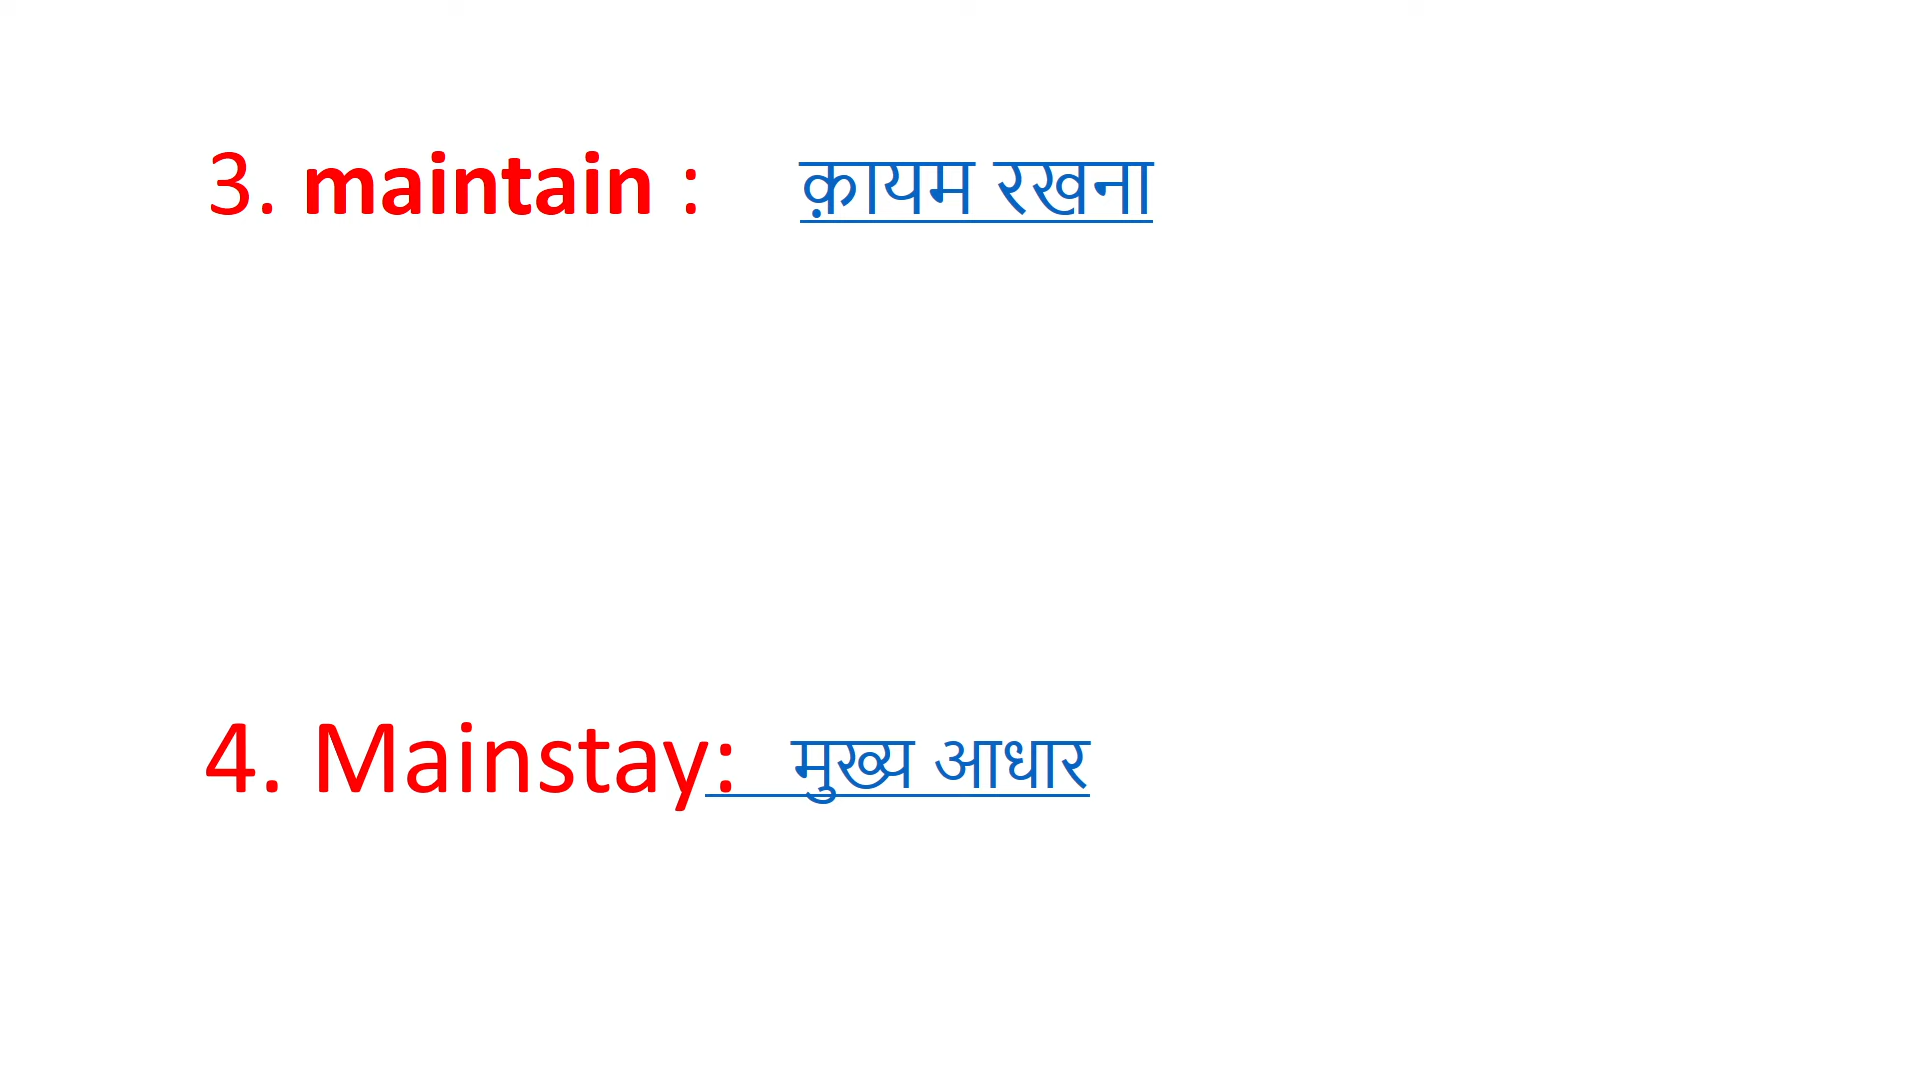 3. maintain : क़ायम रखना
4. Mainstay: मुख्य आधार